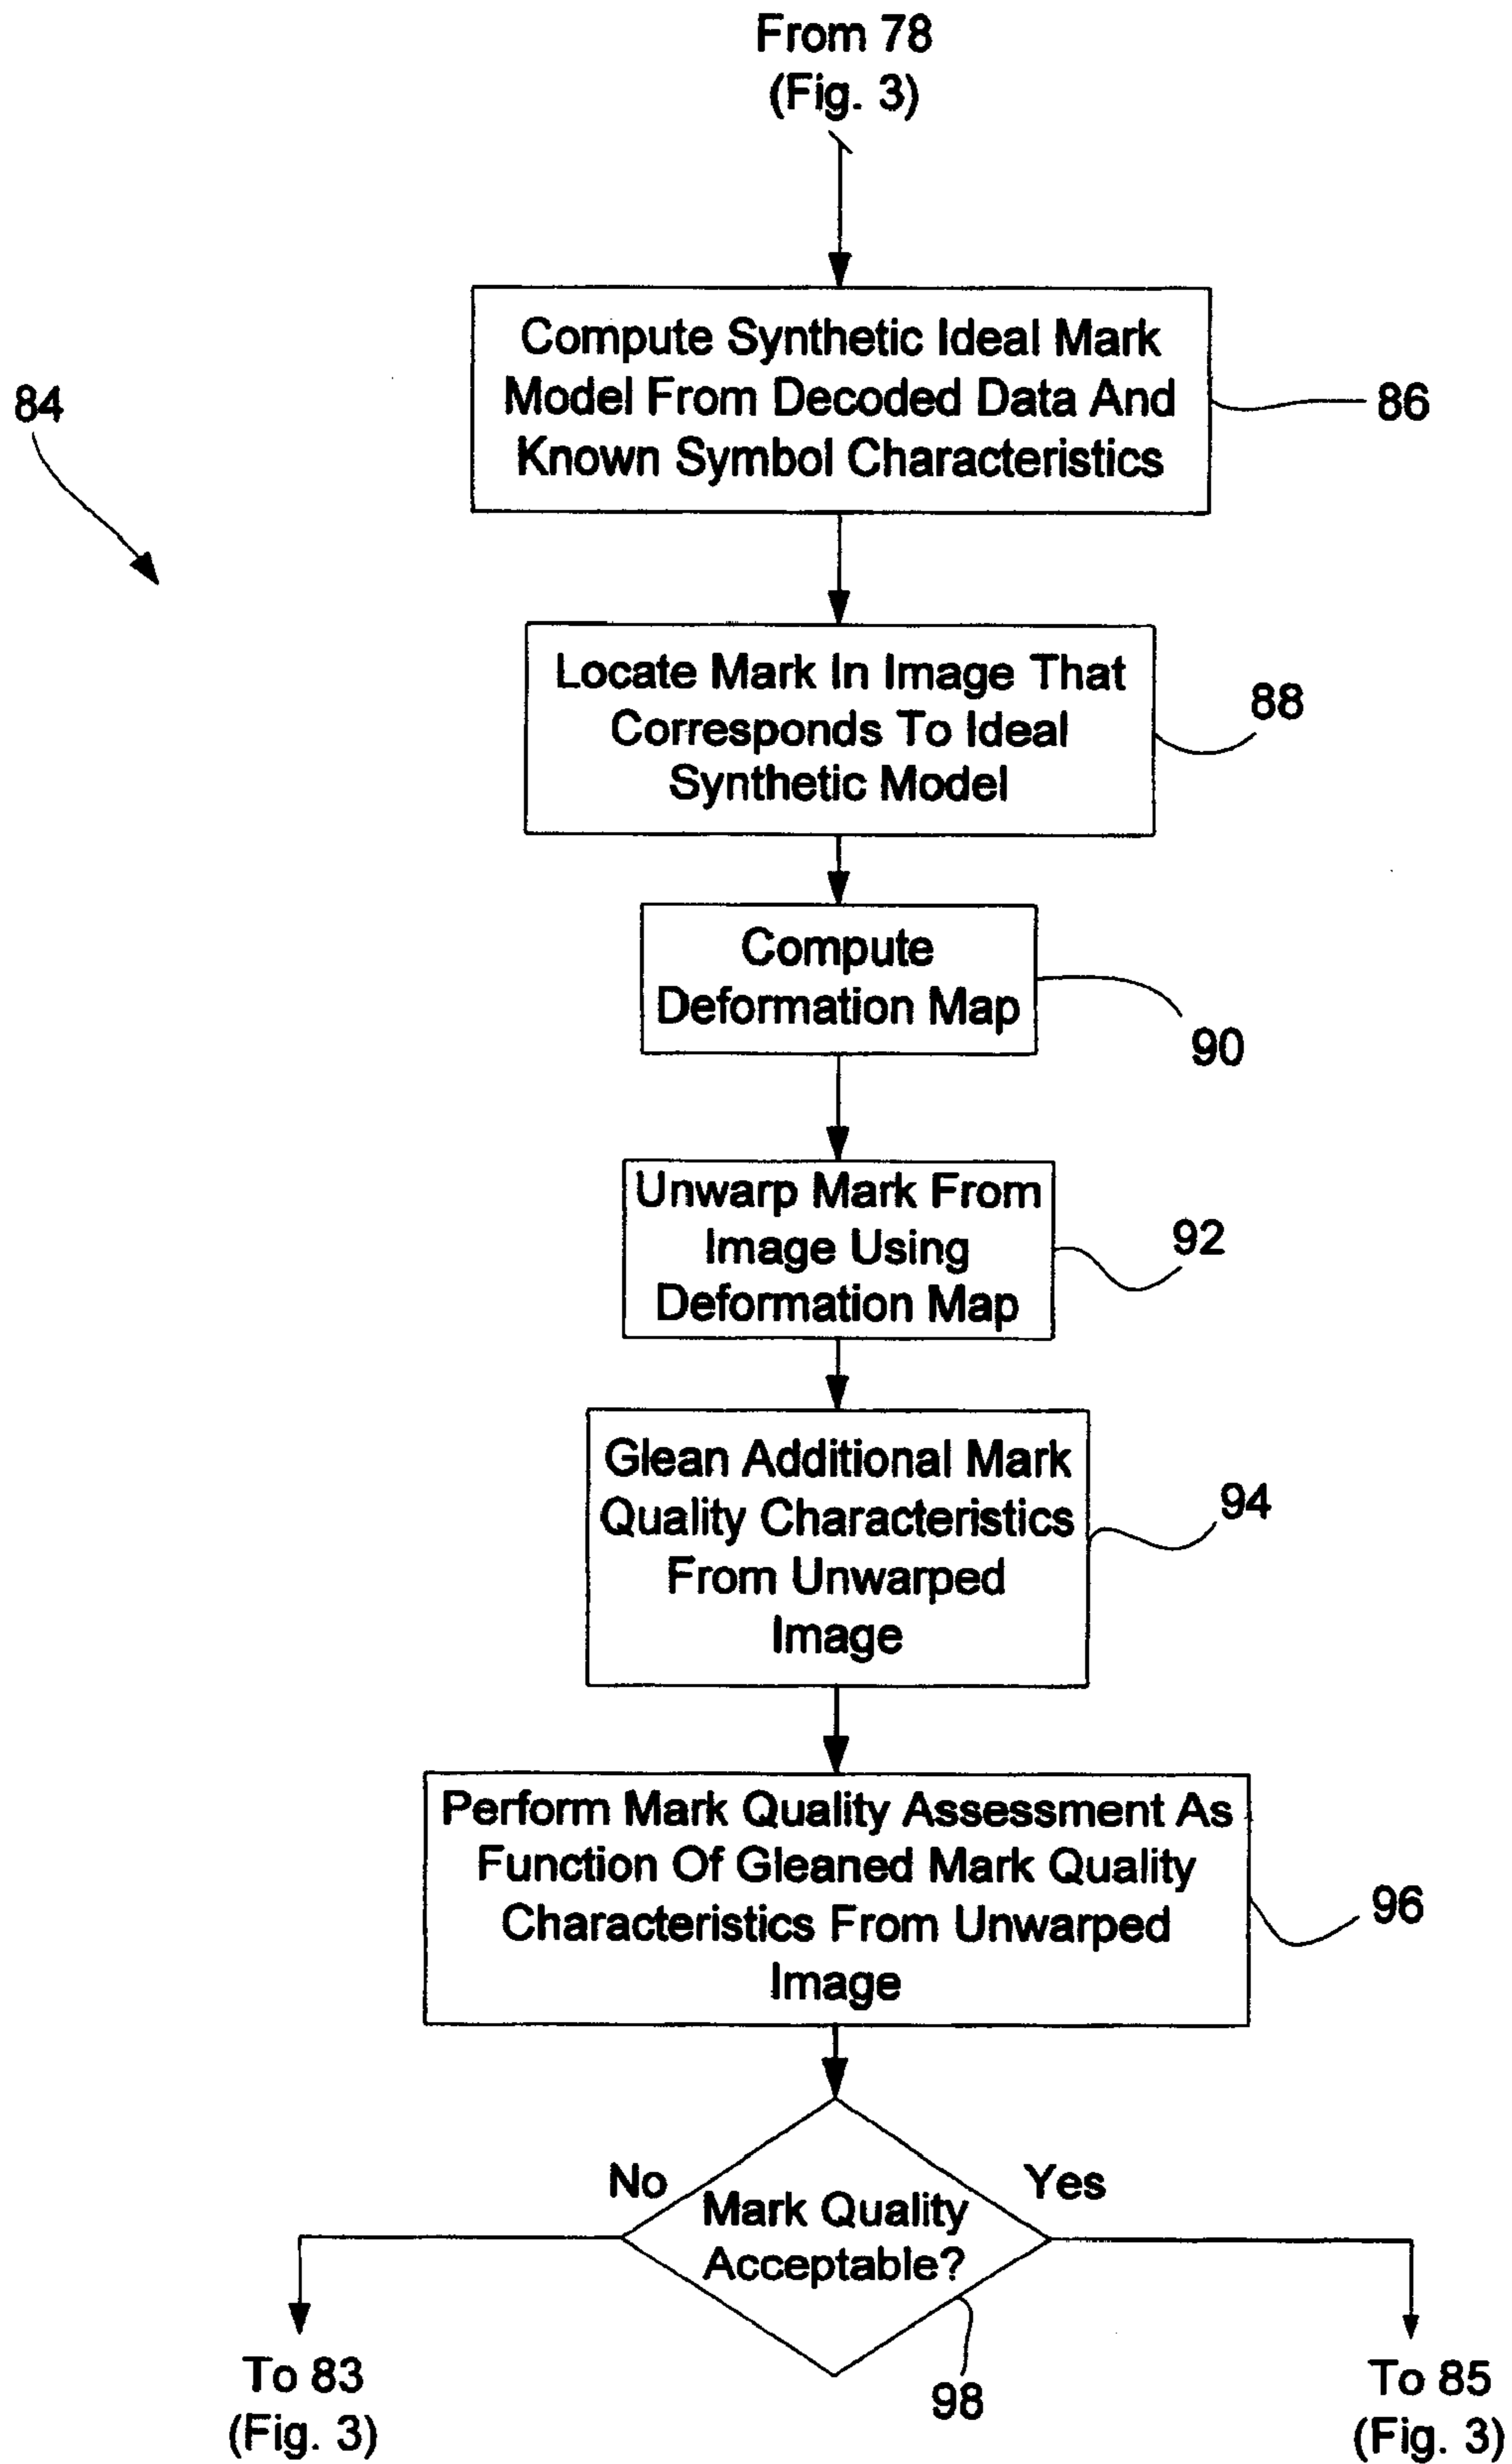 From 78
(Fig. 3)
84
Compute Synthetic Ideal Mark
Model From Decoded Data And
Known Symbol Characteristics
86
Locate Mark In Image That
Corresponds To Ideal
Synthetic Model
88
Compute
Deformation Map
90
Unwarp Mark From
Image Using
Deformation Map
92
Glean Additional Mark
Quality Characteristics
From Unwarped
Image
94
Perform Mark Quality Assessment As
Function Of Gleaned Mark Quality
Characteristics From Unwarped
Image
96
No
Yes
Mark Quality
Acceptable?
98
To 83
(Fig. 3)
To 85
(Fig. 3)